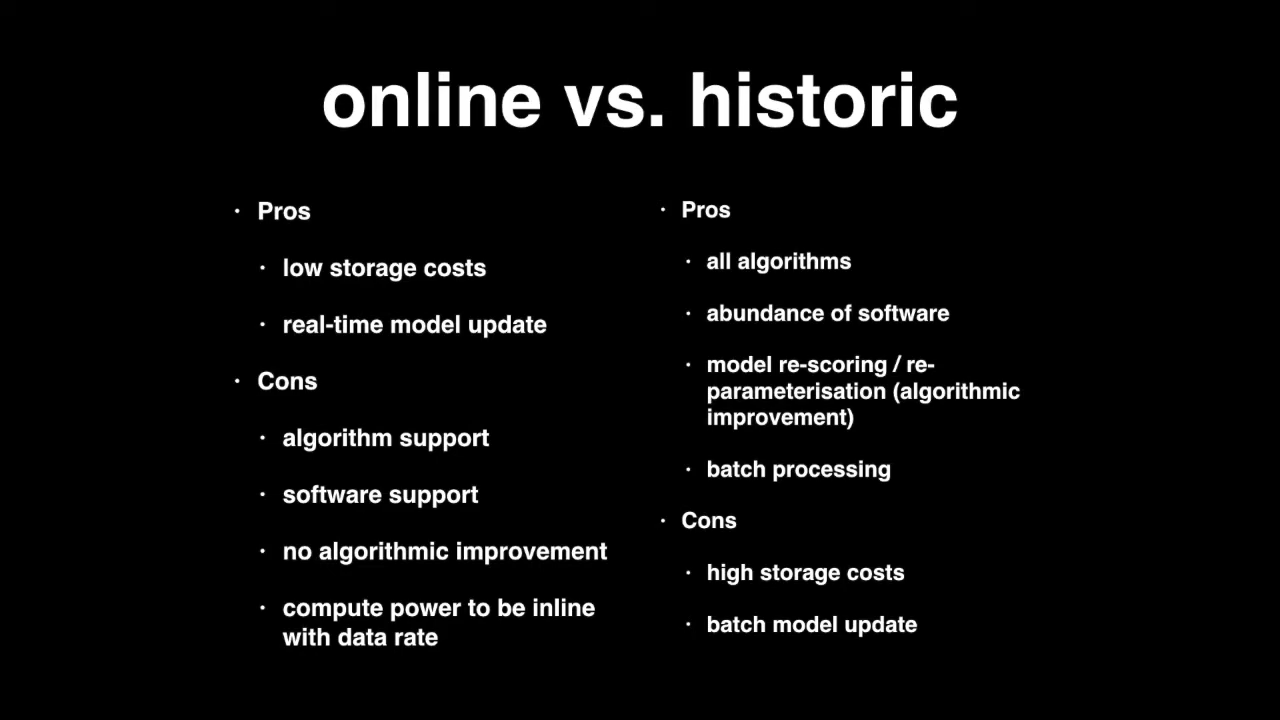 online vs. historic
· Pros
· low storage costs
· real-time model update
· Cons
· algorithm support
· software support
· no algorithmic improvement
· compute power to be inline
with data rate
· Pros
· all algorithms
· abundance of software
· model re-scoring / re-
parameterisation (algorithmic
improvement)
· batch processing
· Cons
· high storage costs
· batch model update